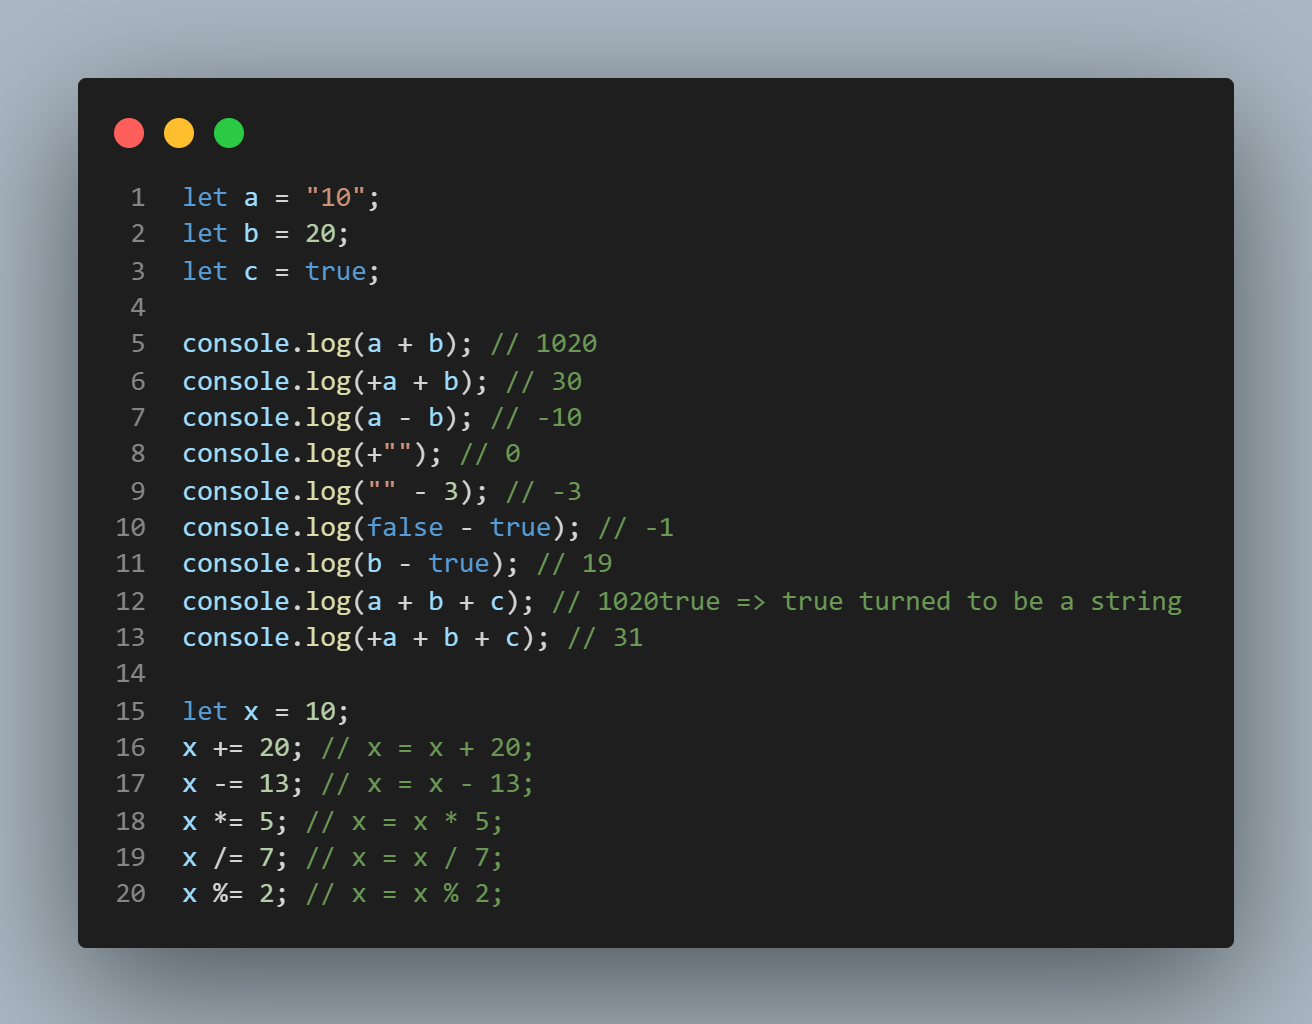 1 let a = "10";
2 let b = 20;
3 let c = true;
4
5 console.log(a + b); // 1020
6 console.log(+a + b); // 30
7 console.log(a - b); // -10
8 console.log(+""); // 0
9 console.log("" - 3); // -3
10 console.log(false - true); // -1
11 console.log(b - true); // 19
12 console.log(a + b + c); // 1020true => true turned to be a string
13 console.log(+a + b + c); // 31
14
15 let x = 10;
16 x += 20; // x = x + 20;
17 x -= 13; // x = x - 13;
18 x *= 5; // x = x * 5;
19 x /= 7; // x = x / 7;
20 x %= 2; // x = x % 2;